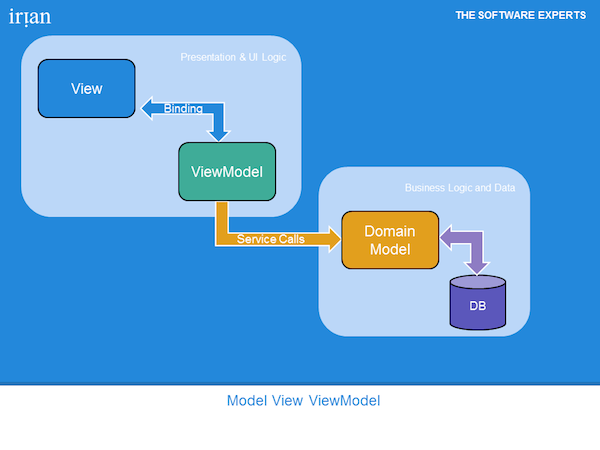 irian
THE SOFTWARE EXPERTS
Presentation & UI Logic
View
Binding
ViewModel
Business Logic and Data
Domain
Model
Service Calls
DB
Model View ViewModel